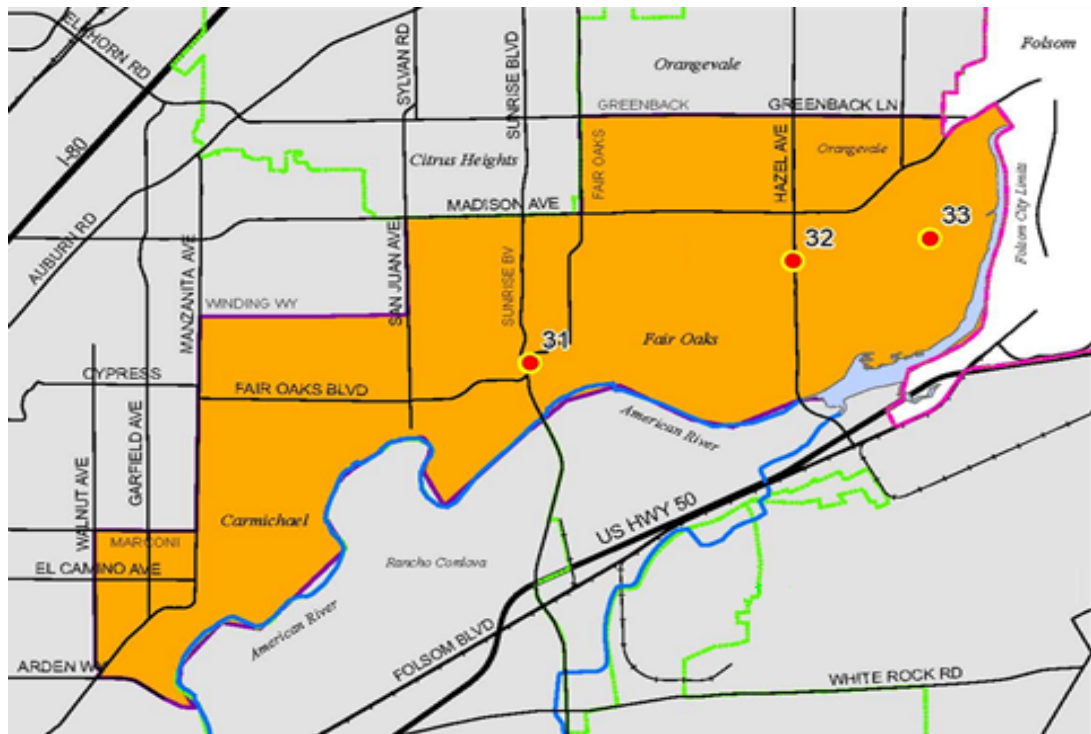 ELKHORN RD
SYLVAN RD
SUNRISE BLVD
Orangevale
Folsom
I-80
GREENBACK
GREENBACK LN
Citrus Heights
FAIR OAKS
HAZEL AVE
Orangevale
AUBURN RD
MADISON AVE
Folsom City Limits
MANZANITA AVE
SAN JUAN AVE
SUNRISE BV
33
32
WINDING WY
31
Fair Oaks
CYPRESS
FAIR OAKS BLVD
American River
GARFIELD AVE
WALNUT AVE
Carmichael
US HWY 50
MARCONI
EL CAMINO AVE
Rancho Cordova
American River
FOLSOM BLVD
ARDEN WY
WHITE ROCK RD